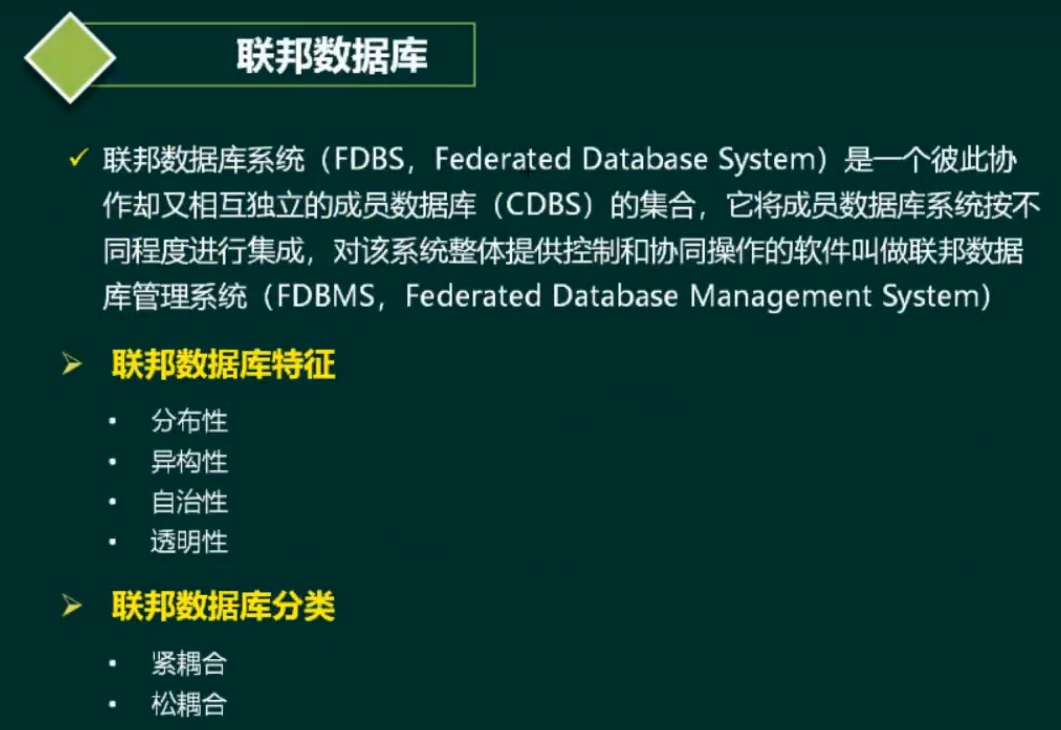 联邦数据库
✓ 联邦数据库系统（FDBS，Federated Database System）是一个彼此协
作却又相互独立的成员数据库（CDBS）的集合，它将成员数据库系统按不
同程度进行集成，对该系统整体提供控制和协同操作的软件叫做联邦数据
库管理系统（FDBMS，Federated Database Management System）
➢ 联邦数据库特征
• 分布性
• 异构性
• 自治性
• 透明性
➢ 联邦数据库分类
• 紧耦合
• 松耦合